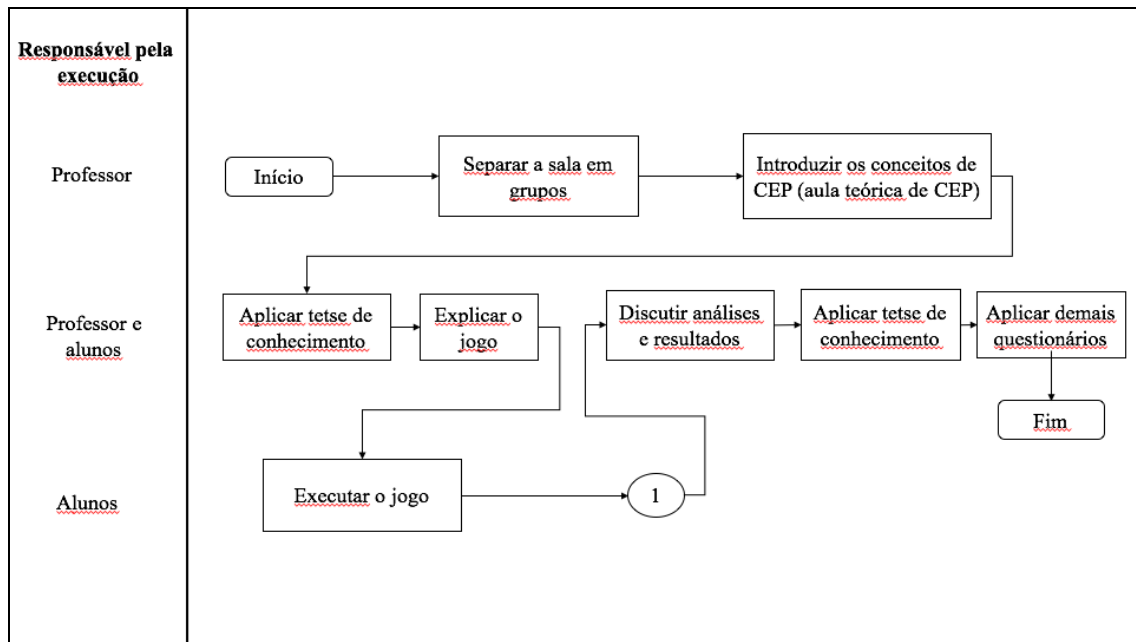 Responsável pela
execução
Professor
Início
Separar a sala em
grupos
Introduzir os conceitos de
CEP (aula teórica de CEP)
Professor e
alunos
Aplicar tetse de
conhecimento
Explicar o
jogo
Discutir análises
e resultados
Aplicar tetse de
conhecimento
Aplicar demais
questionários
Fim
Alunos
Executar o jogo
1